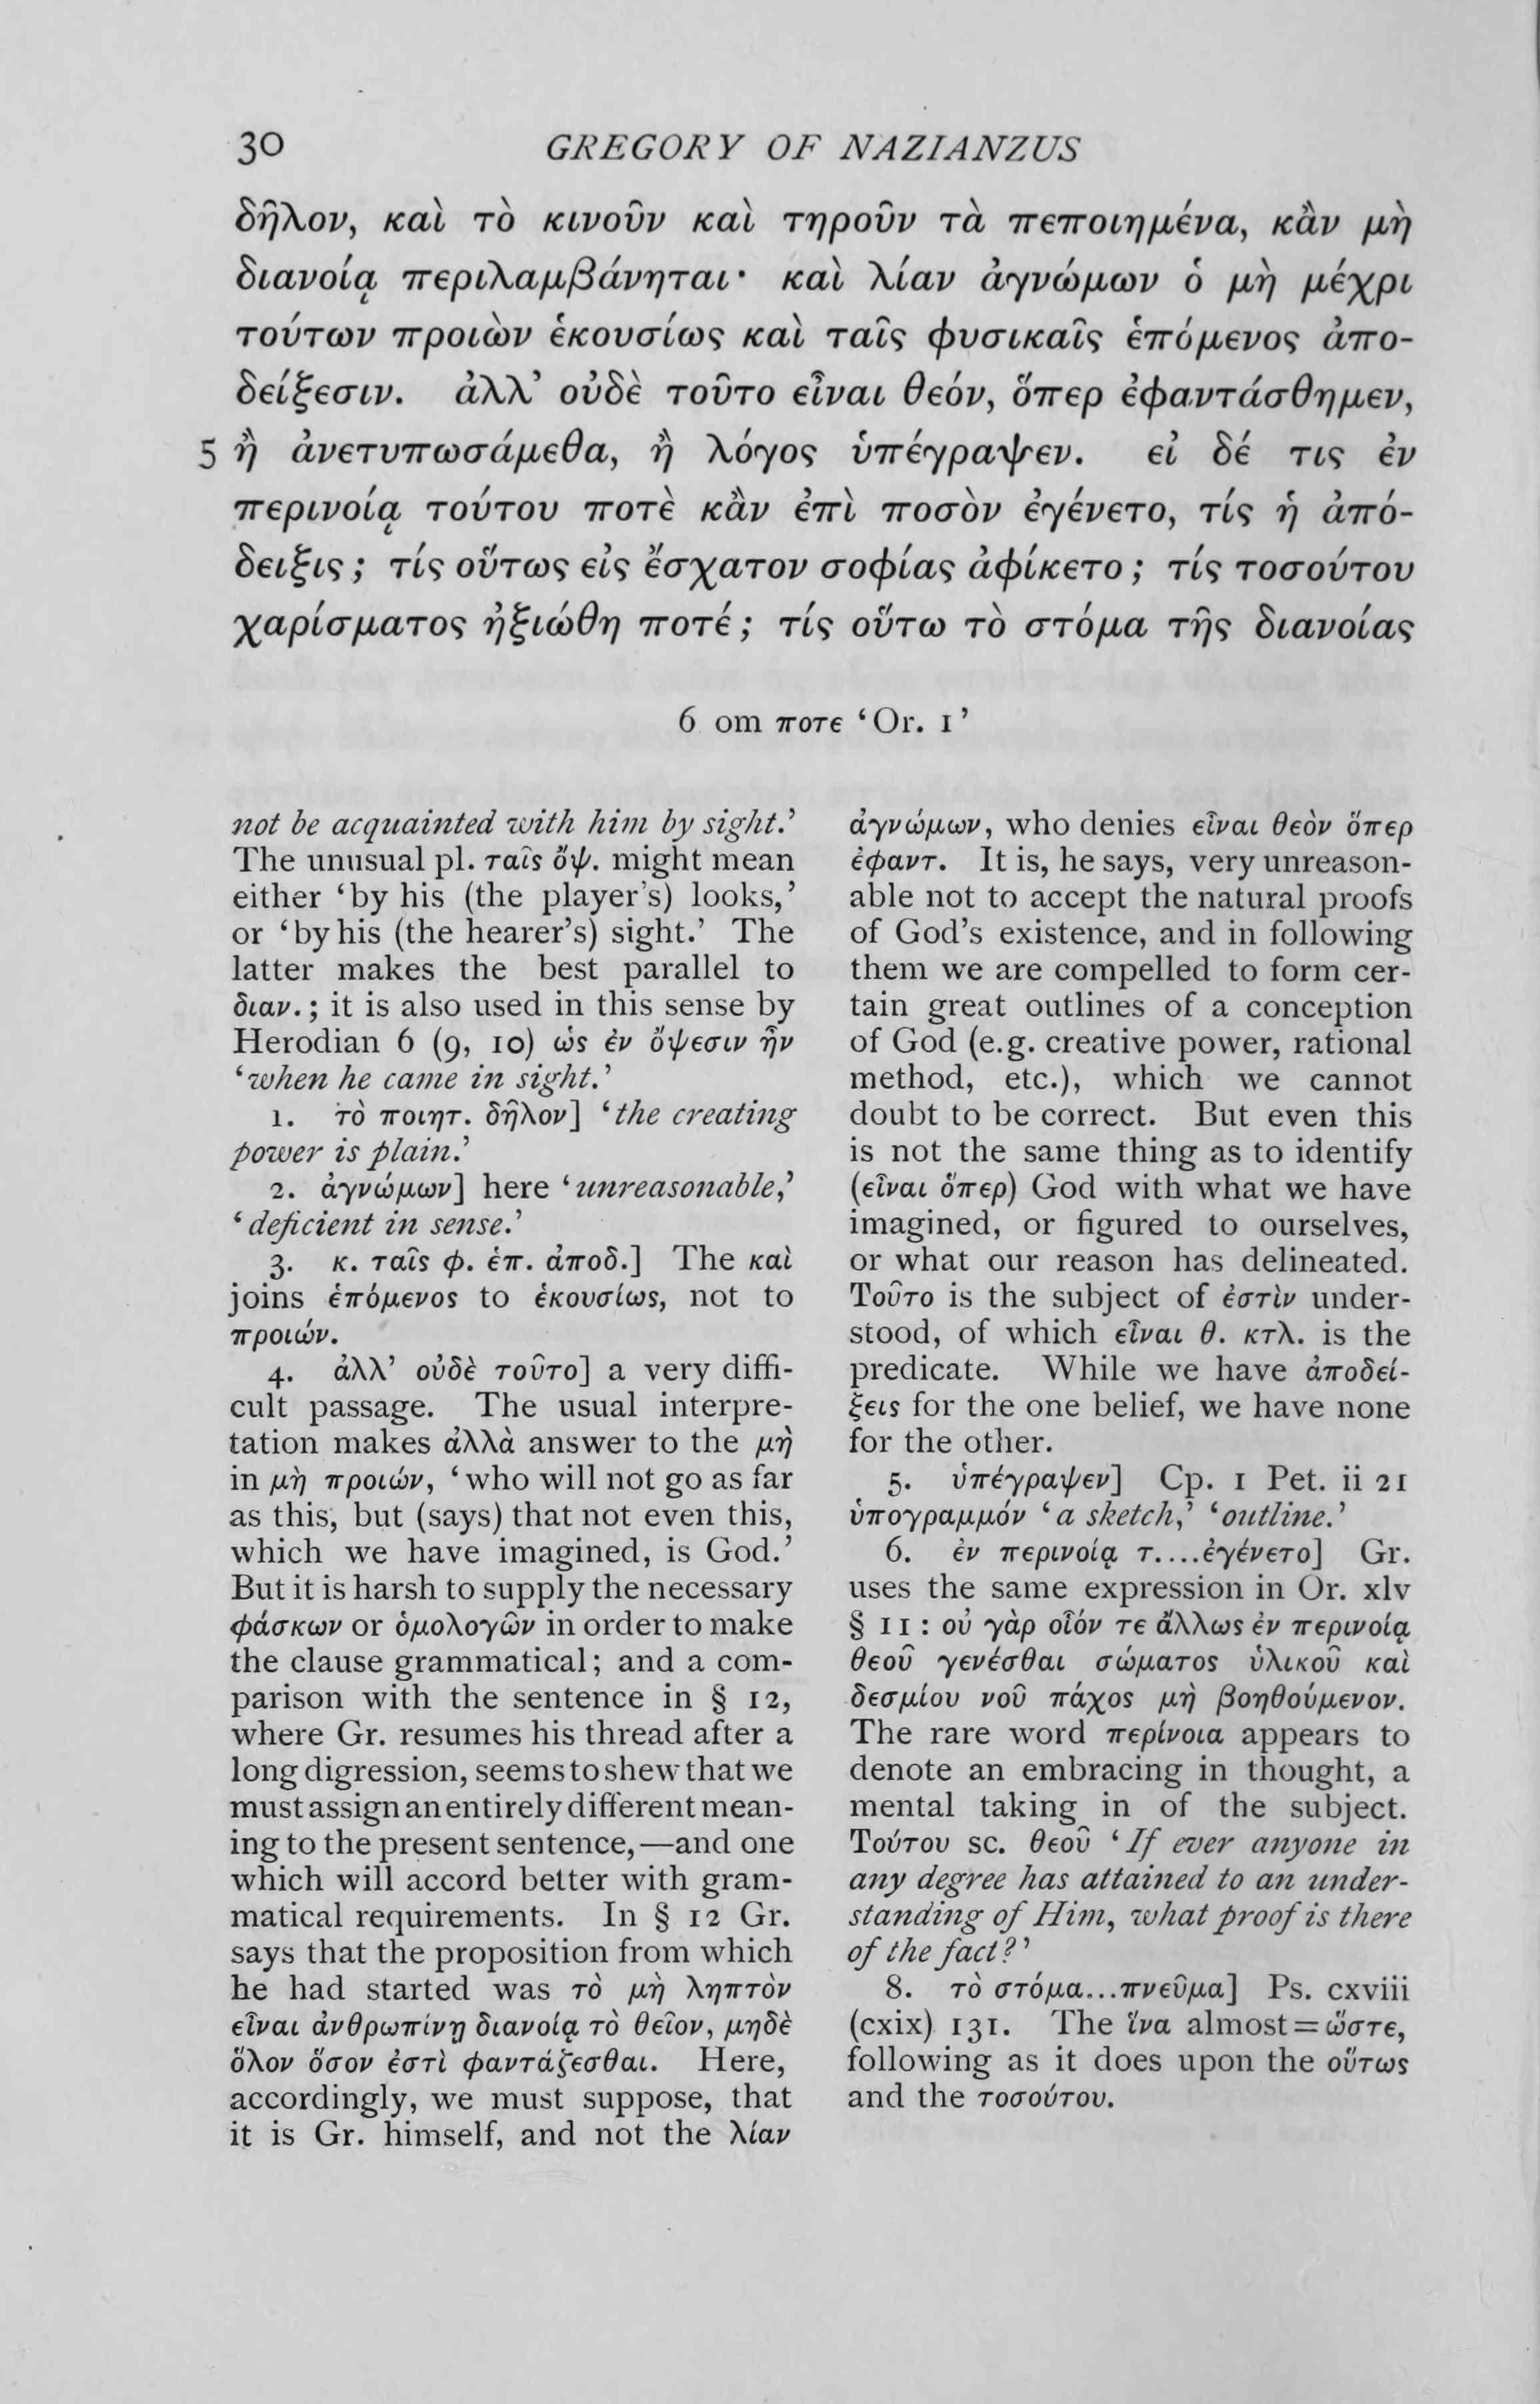 30 GREGORY OF NAZIANZUS
δῆλον, καὶ τὸ κινοῦν καὶ τηροῦν τὰ πεποιημένα, κἂν μὴ
διανοίᾳ περιλαμβάνηται· καὶ λίαν ἀγνώμων ὁ μὴ μέχρι
τούτων προιὼν ἑκουσίως καὶ ταῖς φυσικαῖς ἑπόμενος ἀπο-
δείξεσιν. ἀλλ’ οὐδὲ τοῦτο εἶναι θεόν, ὅπερ ἐφαντάσθημεν,
5 ἢ ἀνετυπωσάμεθα, ἢ λόγος ὑπέγραψεν. εἰ δέ τις ἐν
περινοίᾳ τούτου ποτὲ κἂν ἐπὶ ποσὸν ἐγένετο, τίς ἡ ἀπό-
δειξις; τίς οὕτως εἰς ἔσχατον σοφίας ἀφίκετο; τίς τοσούτου
χαρίσματος ἠξιώθη ποτέ; τίς οὕτω τὸ στόμα τῆς διανοίας
6 om ποτε ‘Or. 1’
not be acquainted with him by sight.’
The unusual pl. ταῖς ὄψ. might mean
either ‘by his (the player’s) looks,’
or ‘by his (the hearer’s) sight.’ The
latter makes the best parallel to
διαν.; it is also used in this sense by
Herodian 6 (9, 10) ὡς ἐν ὄψεσιν ἦν
‘when he came in sight.’
1. τὸ ποιητ. δῆλον] ‘the creating
power is plain.’
2. ἀγνώμων] here ‘unreasonable,’
‘deficient in sense.’
3. κ. ταῖς φ. ἑπ. ἀποδ.] The καὶ
joins ἑπόμενος to ἑκουσίως, not to
προιών.
4. ἀλλ’ οὐδὲ τοῦτο] a very diffi-
cult passage. The usual interpre-
tation makes ἀλλὰ answer to the μὴ
in μὴ προιών, ‘who will not go as far
as this, but (says) that not even this,
which we have imagined, is God.’
But it is harsh to supply the necessary
φάσκων or ὁμολογῶν in order to make
the clause grammatical; and a com-
parison with the sentence in § 12,
where Gr. resumes his thread after a
long digression, seems to shew that we
must assign an entirely different mean-
ing to the present sentence,—and one
which will accord better with gram-
matical requirements. In § 12 Gr.
says that the proposition from which
he had started was τὸ μὴ ληπτὸν
εἶναι ἀνθρωπίνῃ διανοίᾳ τὸ θεῖον, μηδὲ
ὅλον ὅσον ἐστὶ φαντάζεσθαι. Here,
accordingly, we must suppose, that
it is Gr. himself, and not the λίαν
ἀγνώμων, who denies εἶναι θεὸν ὅπερ
ἐφαντ. It is, he says, very unreason-
able not to accept the natural proofs
of God’s existence, and in following
them we are compelled to form cer-
tain great outlines of a conception
of God (e.g. creative power, rational
method, etc.), which we cannot
doubt to be correct. But even this
is not the same thing as to identify
(εἶναι ὅπερ) God with what we have
imagined, or figured to ourselves,
or what our reason has delineated.
Τοῦτο is the subject of ἐστὶν under-
stood, of which εἶναι θ. κτλ. is the
predicate. While we have ἀποδεί-
ξεις for the one belief, we have none
for the other.
5. ὑπέγραψεν] Cp. 1 Pet. ii 21
ὑπογραμμόν ‘a sketch,’ ‘outline.’
6. ἐν περινοίᾳ τ....ἐγένετο] Gr.
uses the same expression in Or. xlv
§ 11: οὐ γὰρ οἷόν τε ἄλλως ἐν περινοίᾳ
θεοῦ γενέσθαι σώματος ὑλικοῦ καὶ
δεσμίου νοῦ πάχος μὴ βοηθούμενον.
The rare word περίνοια appears to
denote an embracing in thought, a
mental taking in of the subject.
Τούτου sc. θεοῦ ‘If ever anyone in
any degree has attained to an under-
standing of Him, what proof is there
of the fact?’
8. τὸ στόμα...πνεῦμα] Ps. cxviii
(cxix) 131. The ἵνα almost=ὥστε,
following as it does upon the οὕτως
and the τοσούτου.